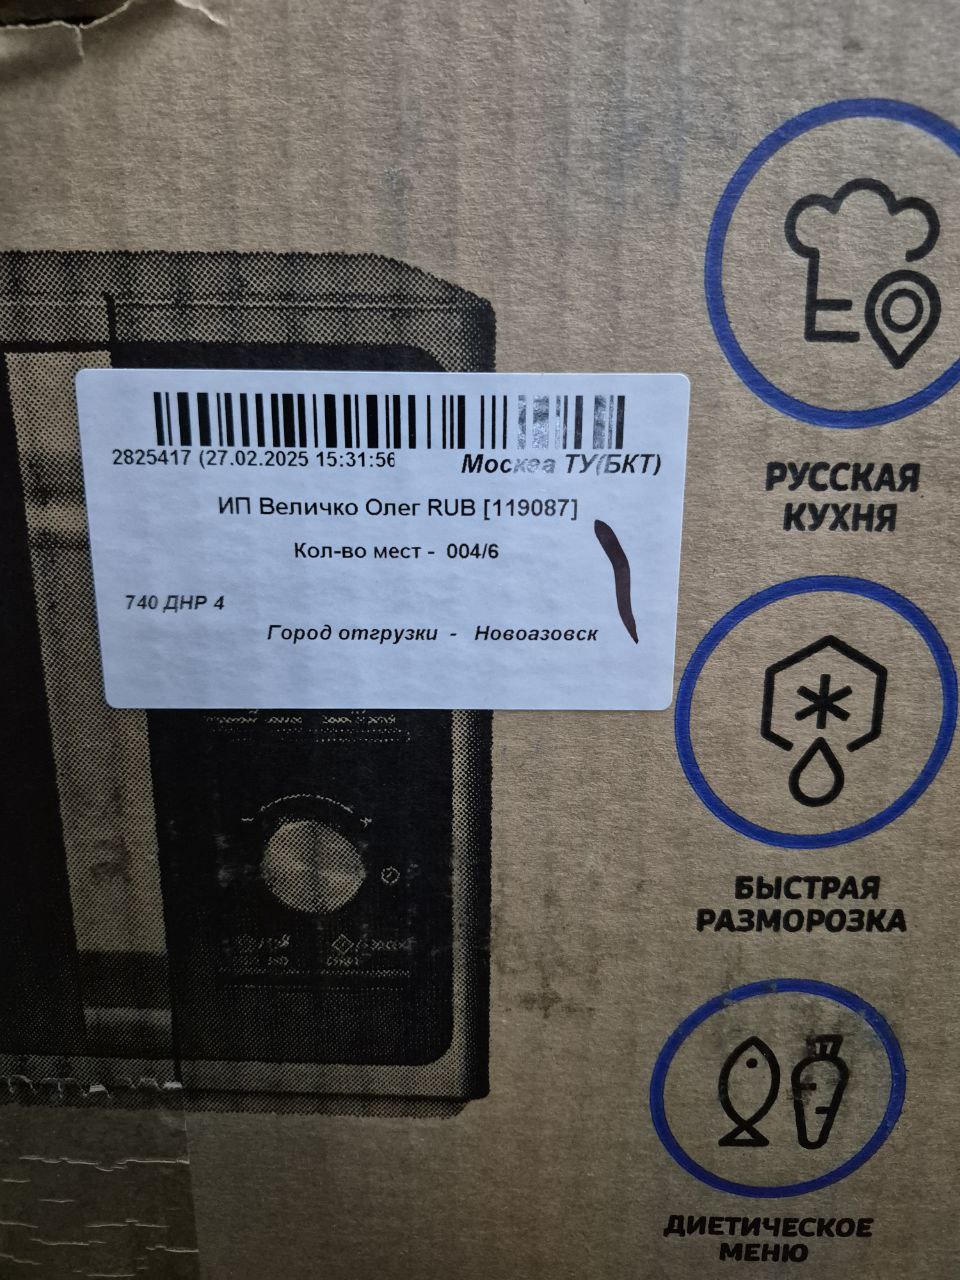 2825417 (27.02.2025 15:31:56
Москва ТУ(БКТ)
ИП Величко Олег RUB [119087]
Кол-во мест - 004/6
740 ДНР 4
Город отгрузки - Новоазовск
РУССКАЯ
КУХНЯ
БЫСТРАЯ
РАЗМОРОЗКА
ДИЕТИЧЕСКОЕ
МЕНЮ